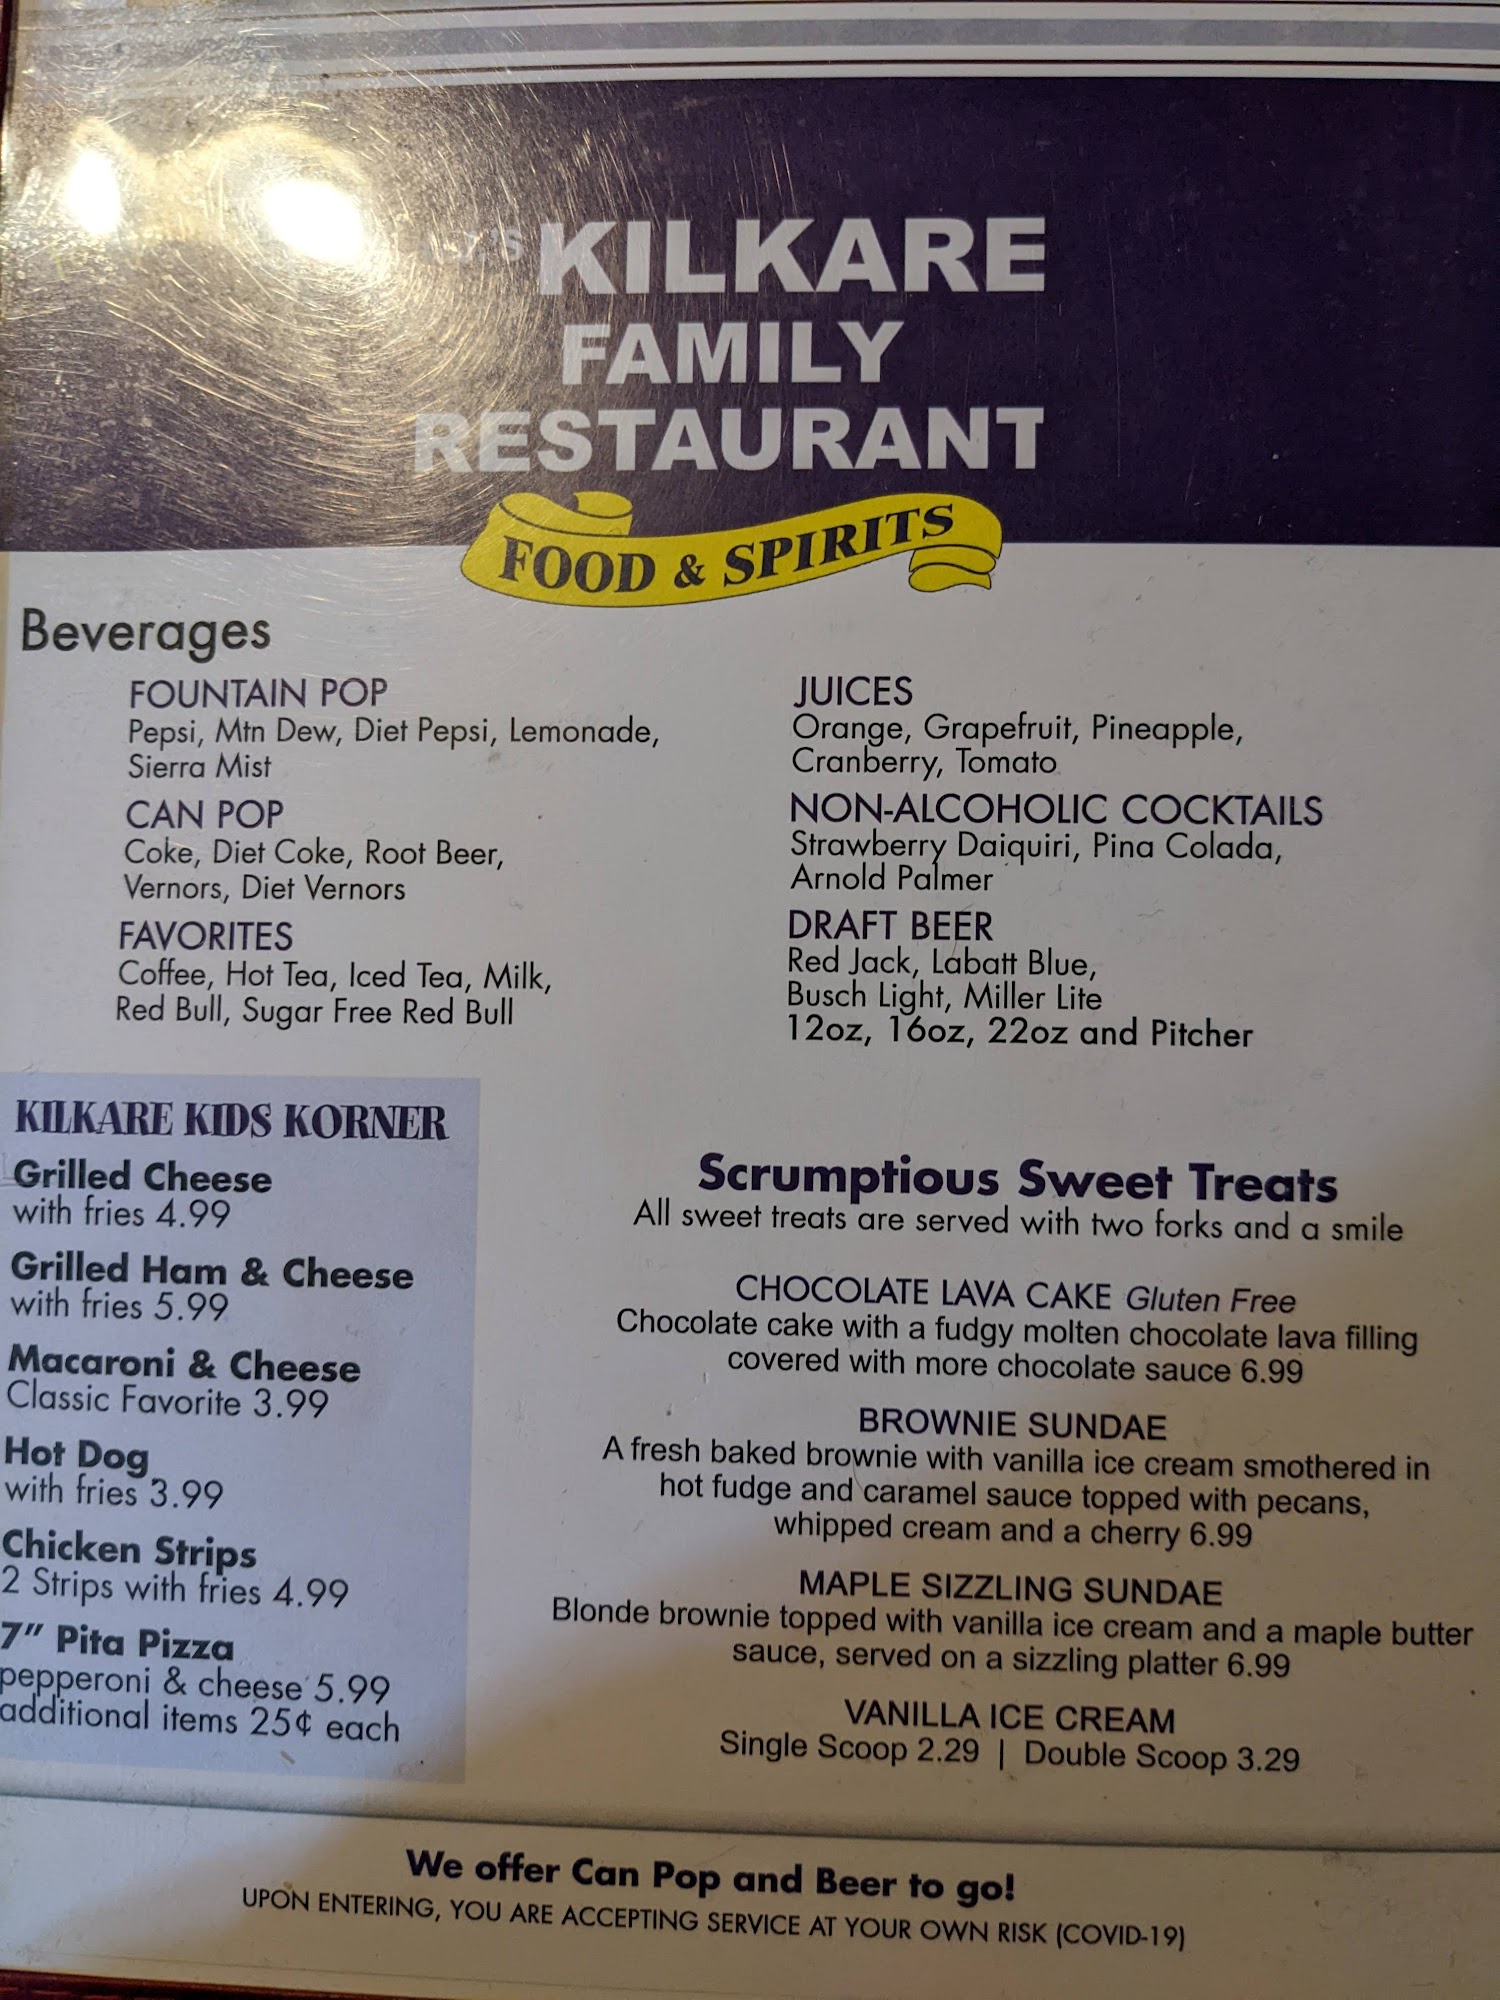 KILKARE
FAMILY
RESTAURANT
FOOD & SPIRITS
Beverages
FOUNTAIN POP
Pepsi, Mtn Dew, Diet Pepsi, Lemonade,
Sierra Mist
CAN POP
Coke, Diet Coke, Root Beer,
Vernors, Diet Vernors
FAVORITES
Coffee, Hot Tea, Iced Tea, Milk,
Red Bull, Sugar Free Red Bull
JUICES
Orange, Grapefruit, Pineapple,
Cranberry, Tomato
NON-ALCOHOLIC COCKTAILS
Strawberry Daiquiri, Pina Colada,
Arnold Palmer
DRAFT BEER
Red Jack, Labatt Blue,
Busch Light, Miller Lite
12oz, 16oz, 22oz and Pitcher
KILKARE KIDS KORNER
Grilled Cheese
with fries 4.99
Grilled Ham & Cheese
with fries 5.99
Macaroni & Cheese
Classic Favorite 3.99
Hot Dog
with fries 3.99
Chicken Strips
2 Strips with fries 4.99
7" Pita Pizza
pepperoni & cheese 5.99
additional items 25¢ each
Scrumptious Sweet Treats
All sweet treats are served with two forks and a smile
CHOCOLATE LAVA CAKE Gluten Free
Chocolate cake with a fudgy molten chocolate lava filling
covered with more chocolate sauce 6.99
BROWNIE SUNDAE
A fresh baked brownie with vanilla ice cream smothered in
hot fudge and caramel sauce topped with pecans,
whipped cream and a cherry 6.99
MAPLE SIZZLING SUNDAE
Blonde brownie topped with vanilla ice cream and a maple butter
sauce, served on a sizzling platter 6.99
VANILLA ICE CREAM
Single Scoop 2.29 | Double Scoop 3.29
We offer Can Pop and Beer to go!
UPON ENTERING, YOU ARE ACCEPTING SERVICE AT YOUR OWN RISK (COVID-19)